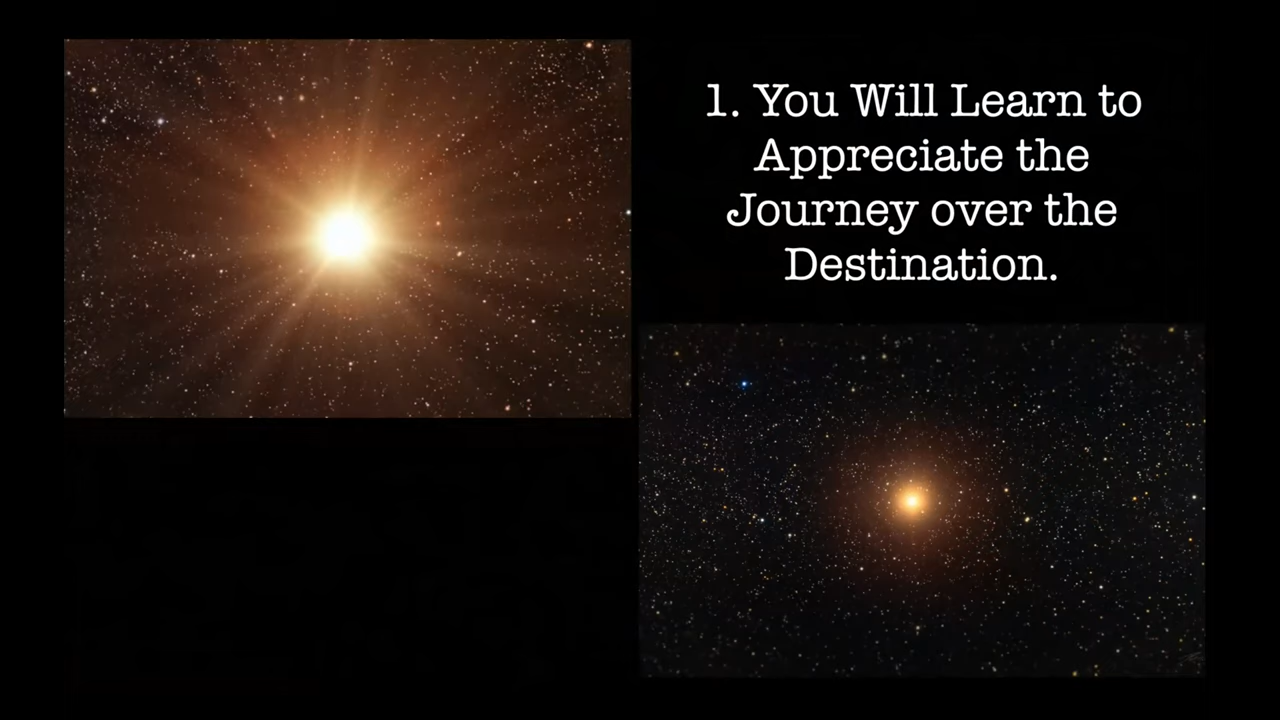 1. You Will Learn to
Appreciate the
Journey over the
Destination.